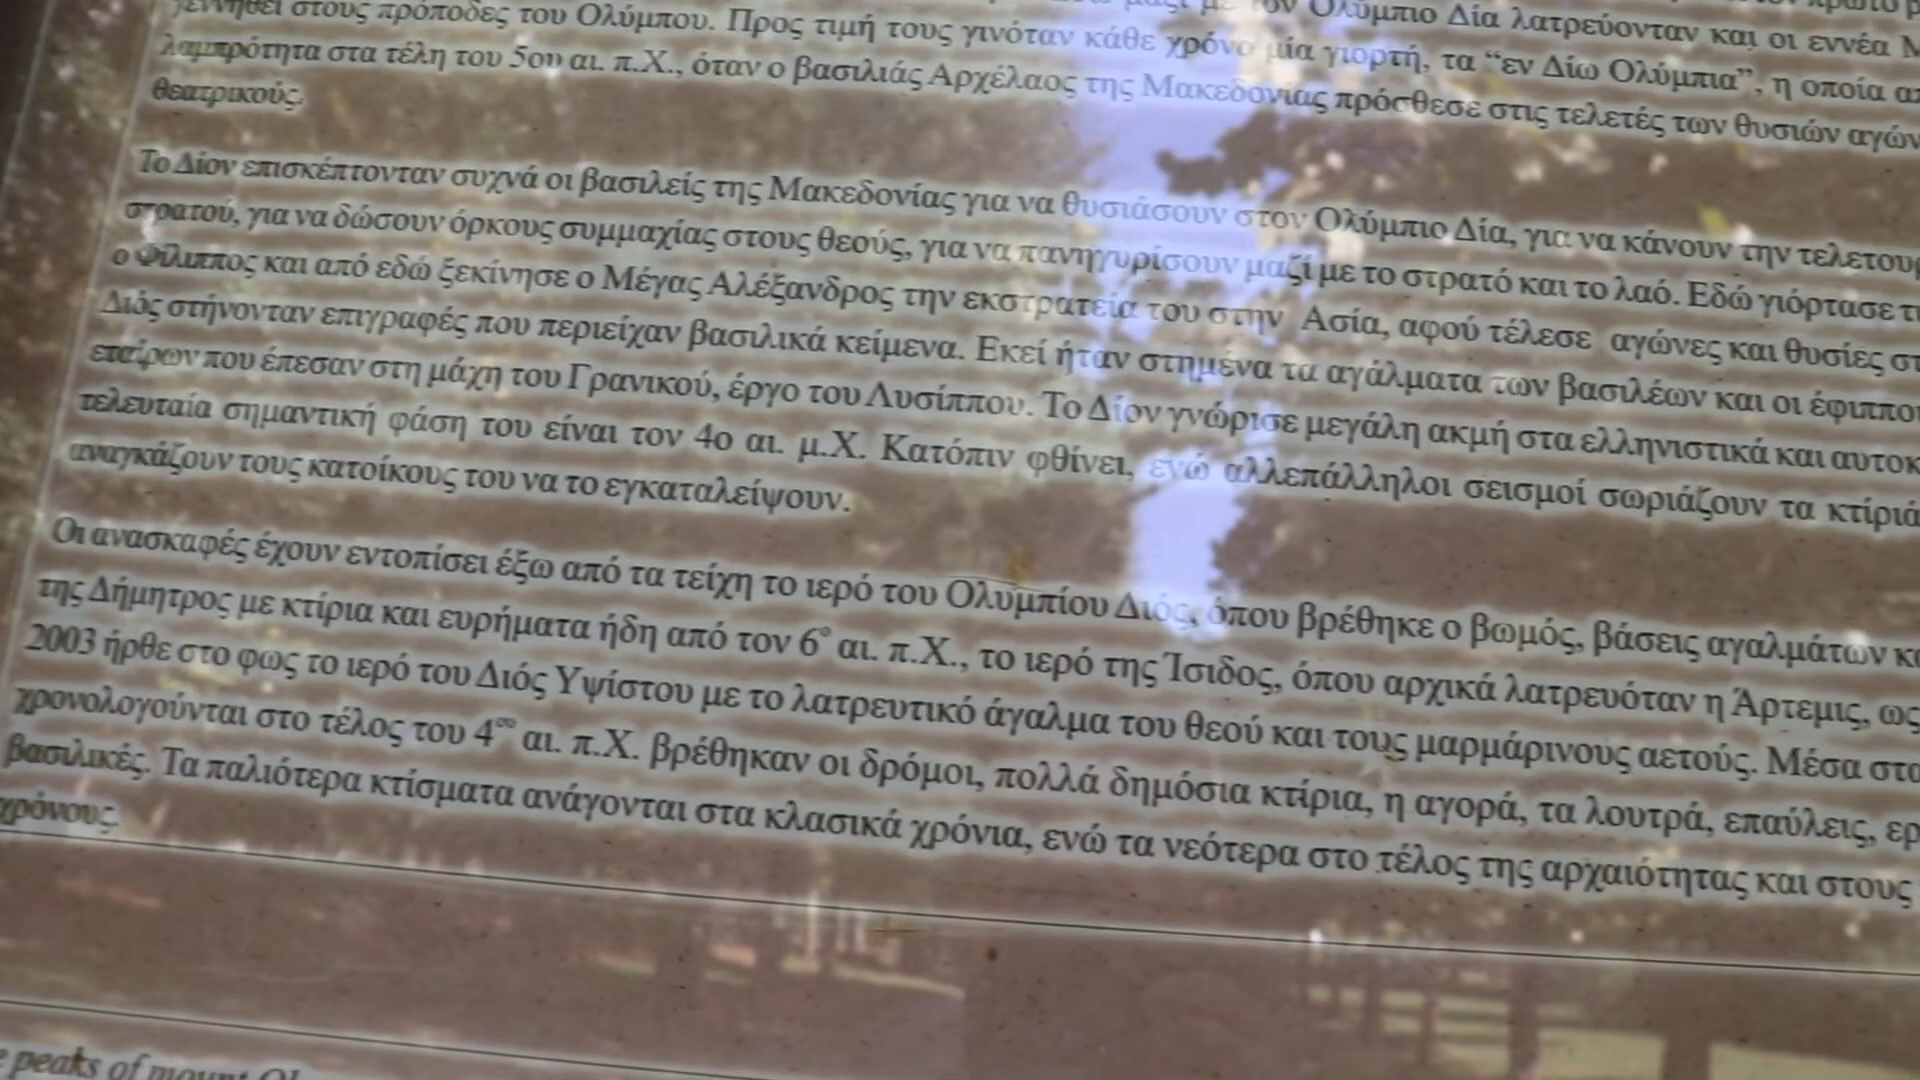 γεννηθεί στους πρόποδες του Ολύμπου. Προς τιμή τους γινόταν κάθε χρόνο μία γιορτή, τα “εν Δίω Ολύμπια”, η οποία
μαζί με τον Ολύμπιο Δία λατρεύονταν και οι εννέα
λαμπρότητα στα τέλη του 5ου αι. π.Χ., όταν ο βασιλιάς Αρχέλαος της Μακεδονίας πρόσθεσε στις τελετές των θυσιών
θεατρικούς.
Το Δίον επισκέπτονταν συχνά οι βασιλείς της Μακεδονίας για να θυσιάσουν στον Ολύμπιο Δία, για να κάνουν την
στρατού, για να δώσουν όρκους συμμαχίας στους θεούς, για να πανηγυρίσουν μαζί με το στρατό και το λαό. Εδώ γιόρτασε
ο Φίλιππος και από εδώ ξεκίνησε ο Μέγας Αλέξανδρος την εκστρατεία του στην Ασία, αφού τέλεσε αγώνες και θυσίες
Διός στήνονταν επιγραφές που περιείχαν βασιλικά κείμενα. Εκεί ήταν στημένα τα αγάλματα των βασιλέων και οι
εταίρων που έπεσαν στη μάχη του Γρανικού, έργο του Λυσίππου. Το Δίον γνώρισε μεγάλη ακμή στα ελληνιστικά και
τελευταία σημαντική φάση του είναι τον 4ο αι. μ.Χ. Κατόπιν φθίνει, ενώ αλλεπάλληλοι σεισμοί σωριάζουν τα κτίριά
αναγκάζουν τους κατοίκους του να το εγκαταλείψουν.
Οι ανασκαφές έχουν εντοπίσει έξω από τα τείχη το ιερό του Ολυμπίου Διός, όπου βρέθηκε ο βωμός, βάσεις αγαλμάτων
της Δήμητρος με κτίρια και ευρήματα ήδη από τον 6° αι. π.Χ., το ιερό της Ίσιδος, όπου αρχικά λατρευόταν η Άρτεμις, ως
2003 ήρθε στο φως το ιερό του Διός Υψίστου με το λατρευτικό άγαλμα του θεού και τους μαρμάρινους αετούς. Μέσα
χρονολογούνται στο τέλος του 4ου αι. π.Χ. βρέθηκαν οι δρόμοι, πολλά δημόσια κτίρια, η αγορά, τα λουτρά, επαύλεις,
βασιλικές. Τα παλιότερα κτίσματα ανάγονται στα κλασικά χρόνια, ενώ τα νεότερα στο τέλος της αρχαιότητας και στους
χρόνους.
peaks of mount